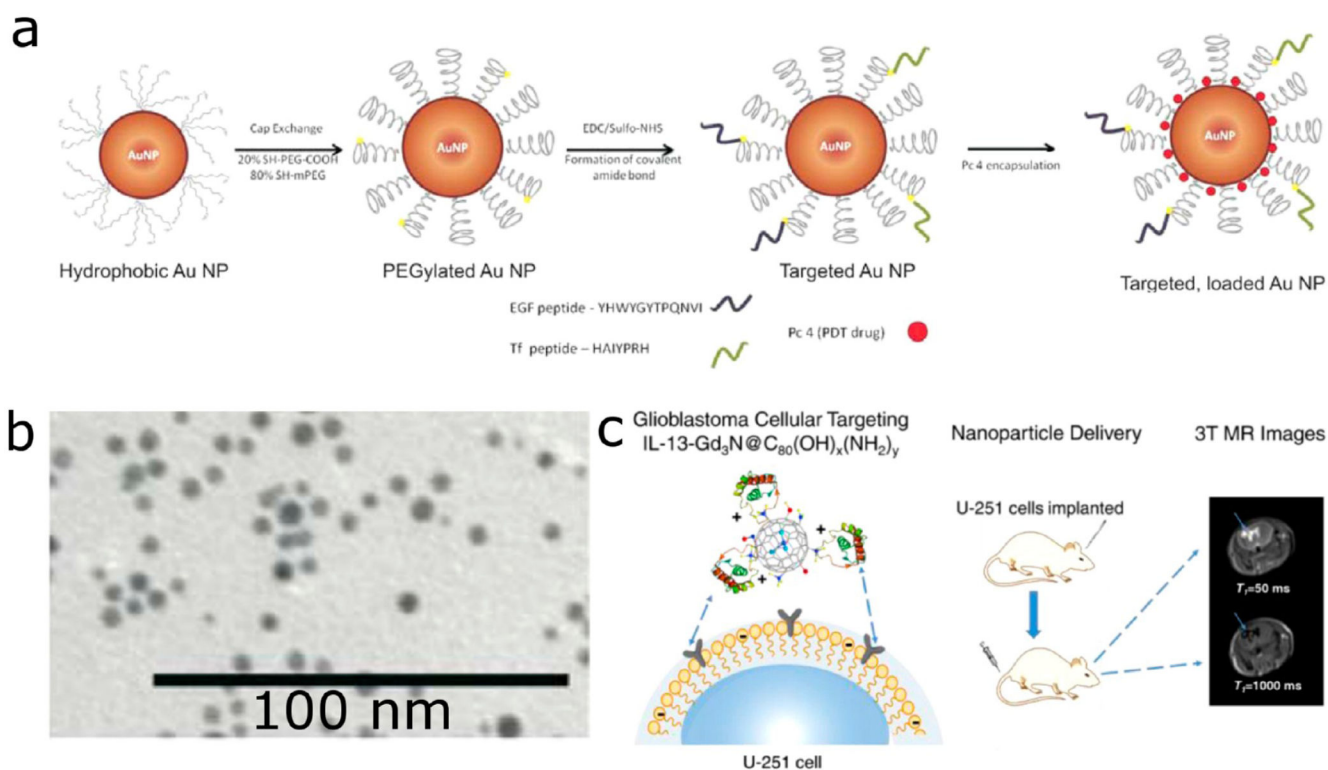 a
AuNP
Cap Exchange
20% SH-PEG-COOH
80% SH-mPEG
AuNP
EDC/Sulfo-NHS
Formation of covalent
amide bond
AuNP
Pc 4 encapsulation
AuNP
Hydrophobic Au NP
PEGylated Au NP
Targeted Au NP
Targeted, loaded Au NP
EGF peptide - YHWYGYTPQNVI
Pc 4 (PDT drug)
Tf peptide – HAIYPRH
b
100 nm
c
Glioblastoma Cellular Targeting
IL-13-Gd₃N@C₈₀(OH)ₓ(NH₂)ᵧ
+
+
+
U-251 cell
Nanoparticle Delivery
U-251 cells implanted
3T MR Images
T₁=50 ms
T₁=1000 ms